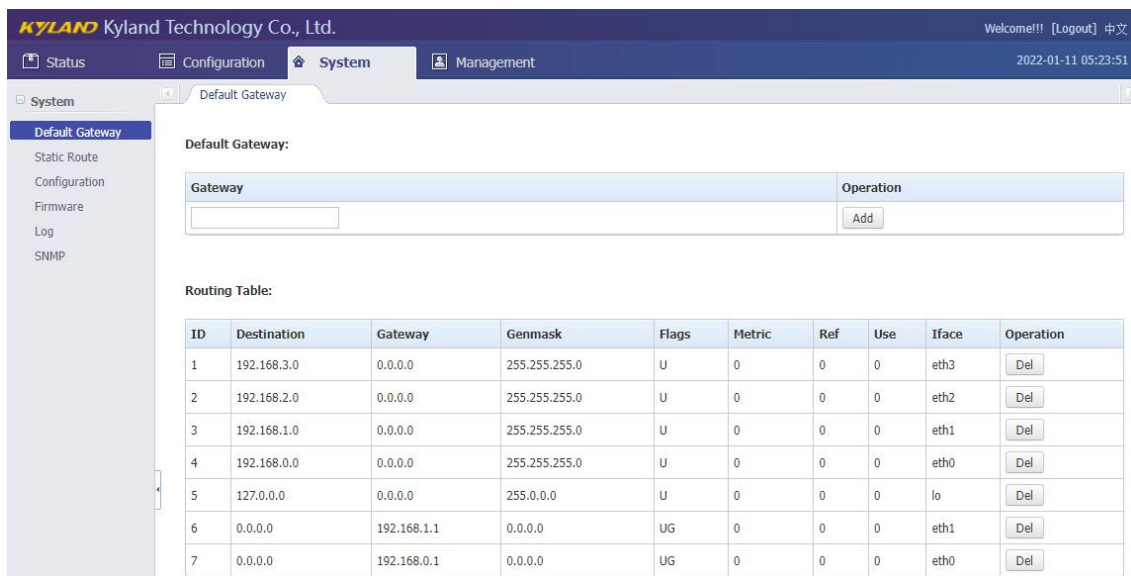 KYLAND Kyland Technology Co., Ltd.
Welcome!!! [Logout] 中文
Status Configuration System Management 2022-01-11 05:23:51
System
Default Gateway
Static Route
Configuration
Firmware
Log
SNMP
Default Gateway
Default Gateway:
Gateway Operation
Add
Routing Table:
ID Destination Gateway Genmask Flags Metric Ref Use Iface Operation
1 192.168.3.0 0.0.0.0 255.255.255.0 U 0 0 0 eth3 Del
2 192.168.2.0 0.0.0.0 255.255.255.0 U 0 0 0 eth2 Del
3 192.168.1.0 0.0.0.0 255.255.255.0 U 0 0 0 eth1 Del
4 192.168.0.0 0.0.0.0 255.255.255.0 U 0 0 0 eth0 Del
5 127.0.0.0 0.0.0.0 255.0.0.0 U 0 0 0 lo Del
6 0.0.0.0 192.168.1.1 0.0.0.0 UG 0 0 0 eth1 Del
7 0.0.0.0 192.168.0.1 0.0.0.0 UG 0 0 0 eth0 Del